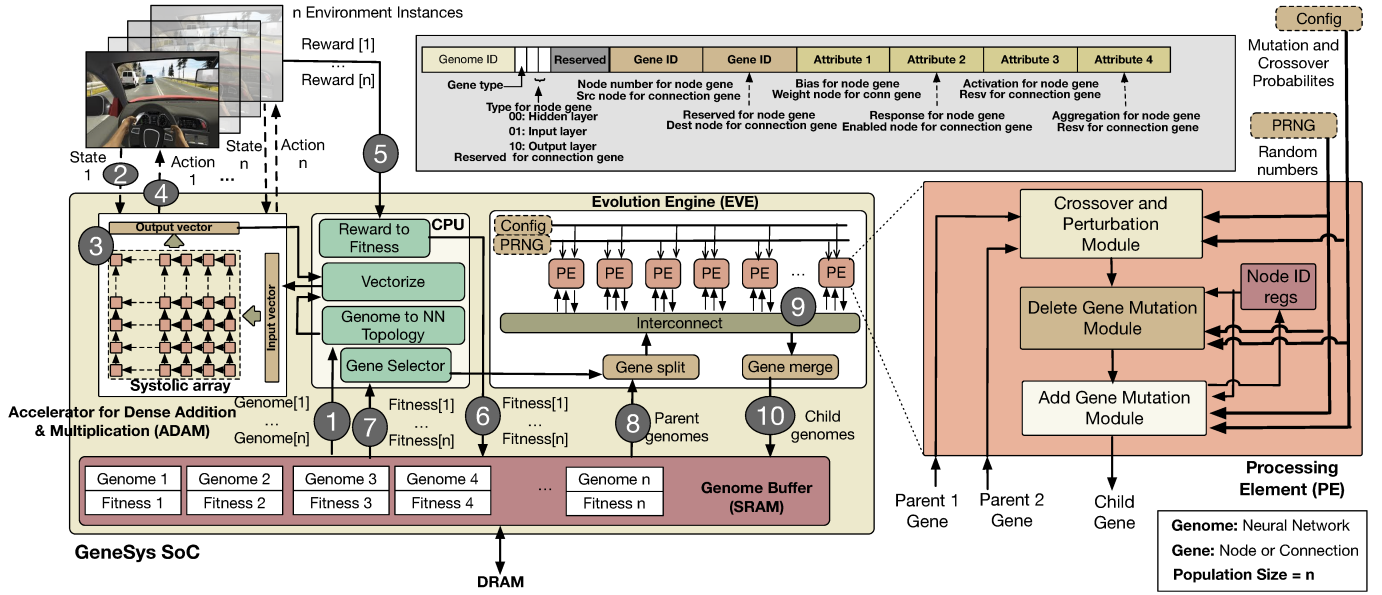 n Environment Instances
Reward [1]
...
Reward [n]
State
1
2
4
Action
1
...
State
n
Action
n
5
Genome ID
Reserved
Gene ID
Gene ID
Attribute 1
Attribute 2
Attribute 3
Attribute 4
Gene type
Type for node gene
00: Hidden layer
01: Input layer
10: Output layer
Reserved for connection gene
Node number for node gene
Src node for connection gene
Reserved for node gene
Dest node for connection gene
Bias for node gene
Weight node for conn gene
Response for node gene
Enabled node for connection gene
Activation for node gene
Resv for connection gene
Aggregation for node gene
Resv for connection gene
Config
Mutation and
Crossover
Probabilites
PRNG
Random
numbers
3
Output vector
Input vector
Systolic array
Accelerator for Dense Addition
& Multiplication (ADAM)
CPU
Reward to
Fitness
Vectorize
Genome to NN
Topology
Gene Selector
Evolution Engine (EVE)
Config
PRNG
PE
PE
PE
PE
PE
...
PE
9
Interconnect
Gene split
Gene merge
Genome[1]
...
Genome[n]
1
7
Fitness[1]
...
Fitness[n]
6
Fitness[1]
...
Fitness[n]
8
Parent
genomes
10
Child
genomes
Genome 1
Fitness 1
Genome 2
Fitness 2
Genome 3
Fitness 3
Genome 4
Fitness 4
...
Genome n
Fitness n
Genome Buffer
(SRAM)
GeneSys SoC
DRAM
Crossover and
Perturbation
Module
Node ID
regs
Delete Gene Mutation
Module
Add Gene Mutation
Module
Parent 1
Gene
Parent 2
Gene
Child
Gene
Processing
Element (PE)
Genome: Neural Network
Gene: Node or Connection
Population Size = n